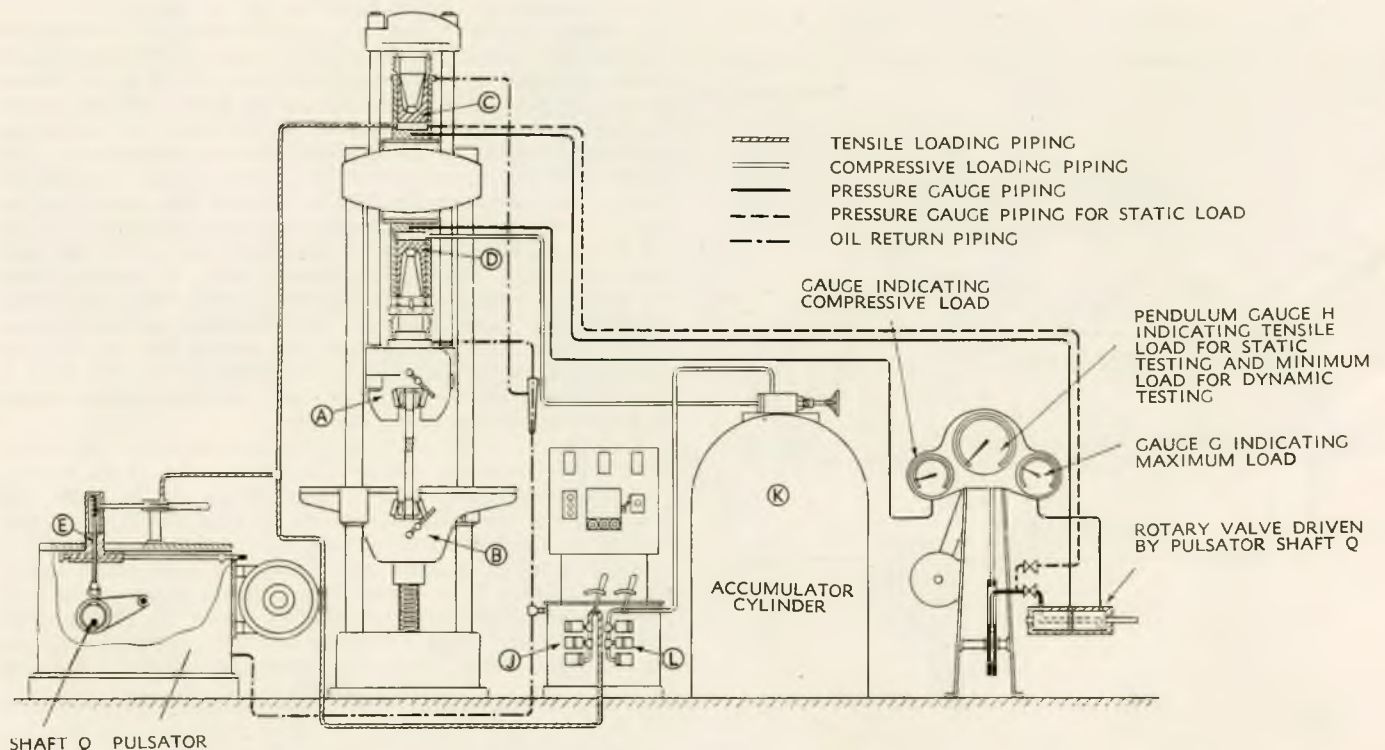 C
TENSILE LOADING PIPING
COMPRESSIVE LOADING PIPING
PRESSURE GAUGE PIPING
PRESSURE GAUGE PIPING FOR STATIC LOAD
OIL RETURN PIPING
D
GAUGE INDICATING
COMPRESSIVE LOAD
PENDULUM GAUGE H
INDICATING TENSILE
LOAD FOR STATIC
TESTING AND MINIMUM
LOAD FOR DYNAMIC
TESTING
A
GAUGE G INDICATING
MAXIMUM LOAD
K
E
B
ROTARY VALVE DRIVEN
BY PULSATOR SHAFT Q
ACCUMULATOR
CYLINDER
J
L
SHAFT Q PULSATOR